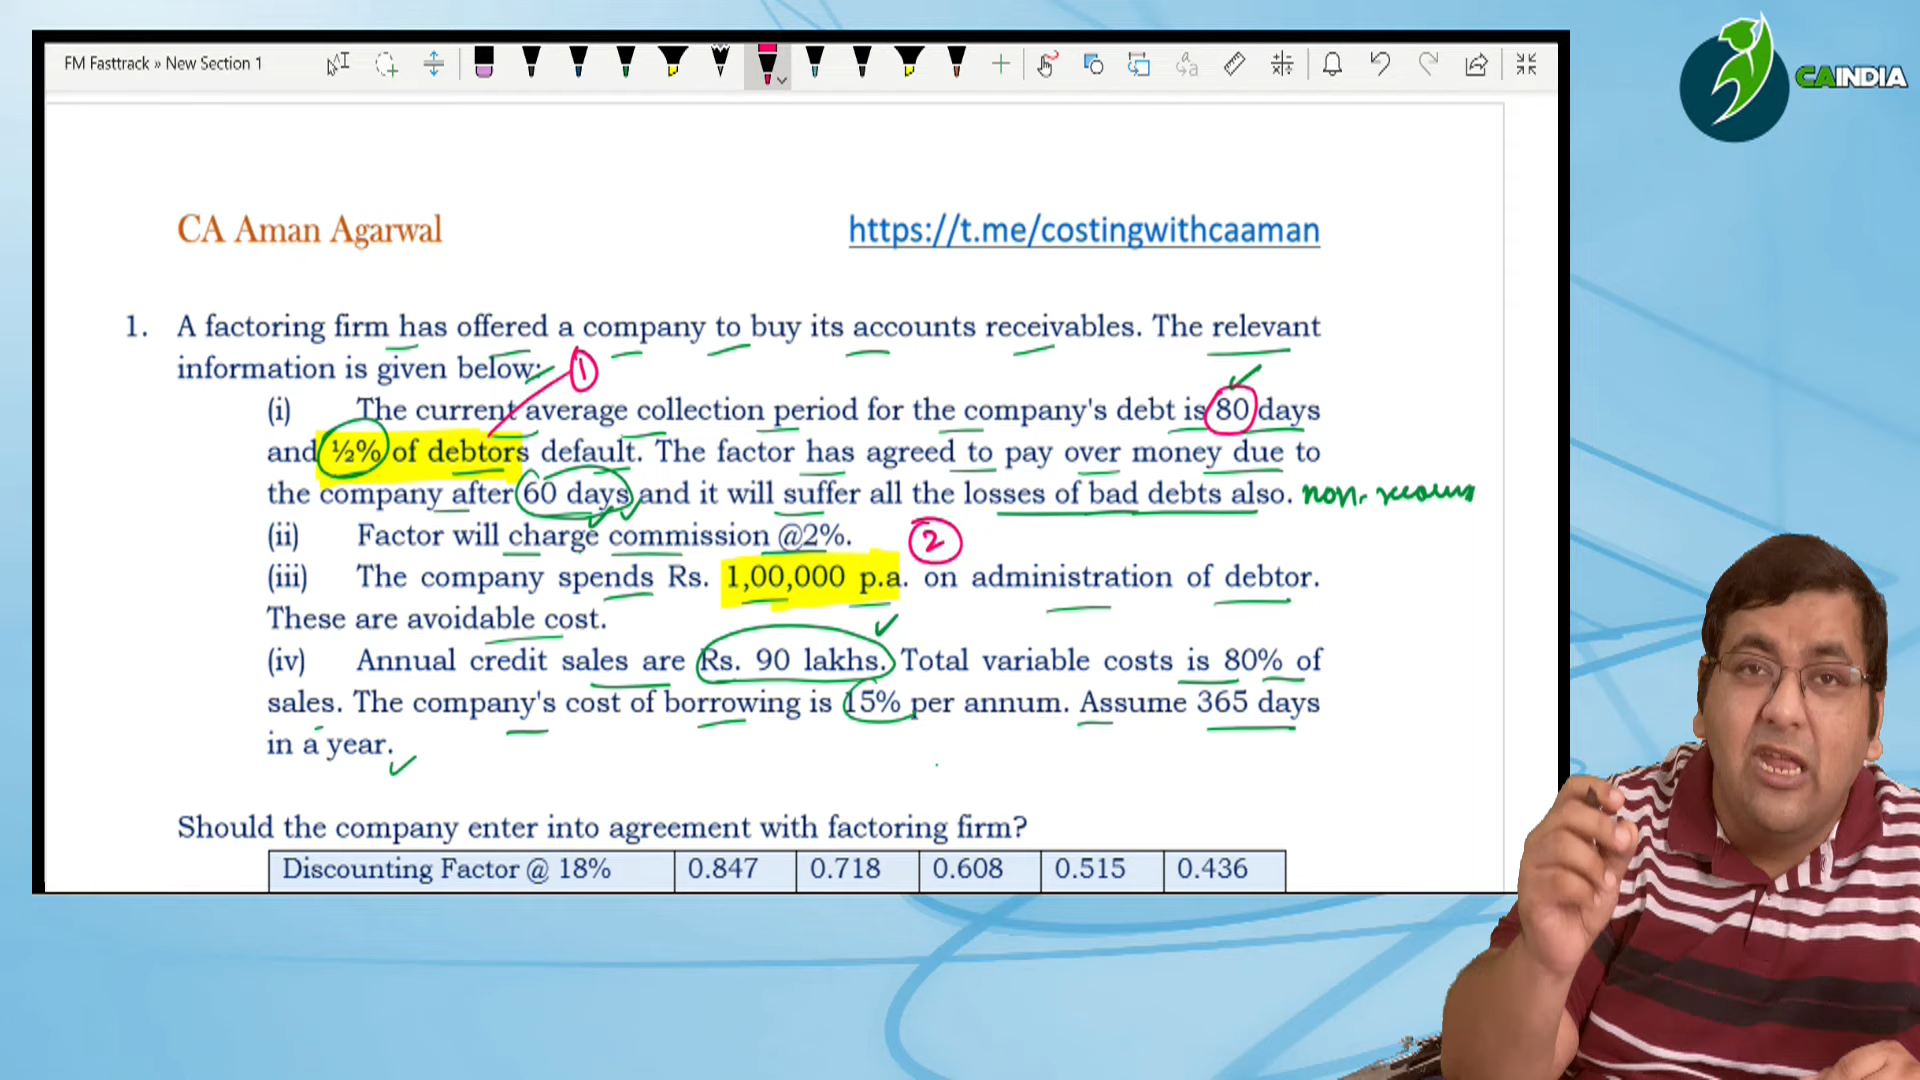 FM Fasttrack » New Section 1
CAINDIA
CA Aman Agarwal
https://t.me/costingwithcaaman
1. A factoring firm has offered a company to buy its accounts receivables. The relevant
information is given below:
1
(i) The current average collection period for the company's debt is 80 days
and ½% of debtors default. The factor has agreed to pay over money due to
the company after 60 days and it will suffer all the losses of bad debts also. non-recourse
(ii) Factor will charge commission @2%. 2
(iii) The company spends Rs. 1,00,000 p.a. on administration of debtor.
These are avoidable cost.
(iv) Annual credit sales are Rs. 90 lakhs. Total variable costs is 80% of
sales. The company's cost of borrowing is 15% per annum. Assume 365 days
in a year.
Should the company enter into agreement with factoring firm?
Discounting Factor @ 18% 0.847 0.718 0.608 0.515 0.436